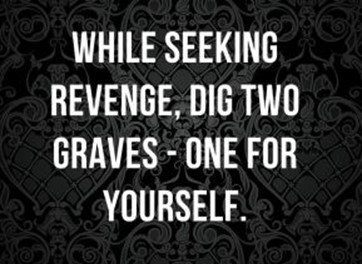 WHILE SEEKING
REVENGE, DIG TWO
GRAVES - ONE FOR
YOURSELF.